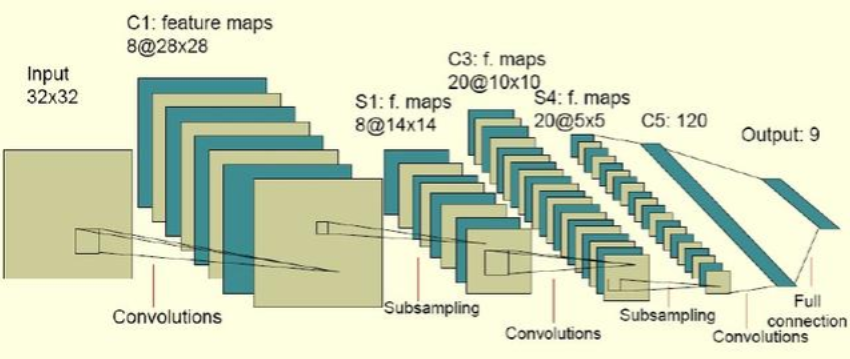 C1: feature maps
8@28x28
Input
32x32
S1: f. maps
8@14x14
C3: f. maps
20@10x10
S4: f. maps
20@5x5
C5: 120
Output: 9
Convolutions
Subsampling
Convolutions
Subsampling
Convolutions
Full
connection